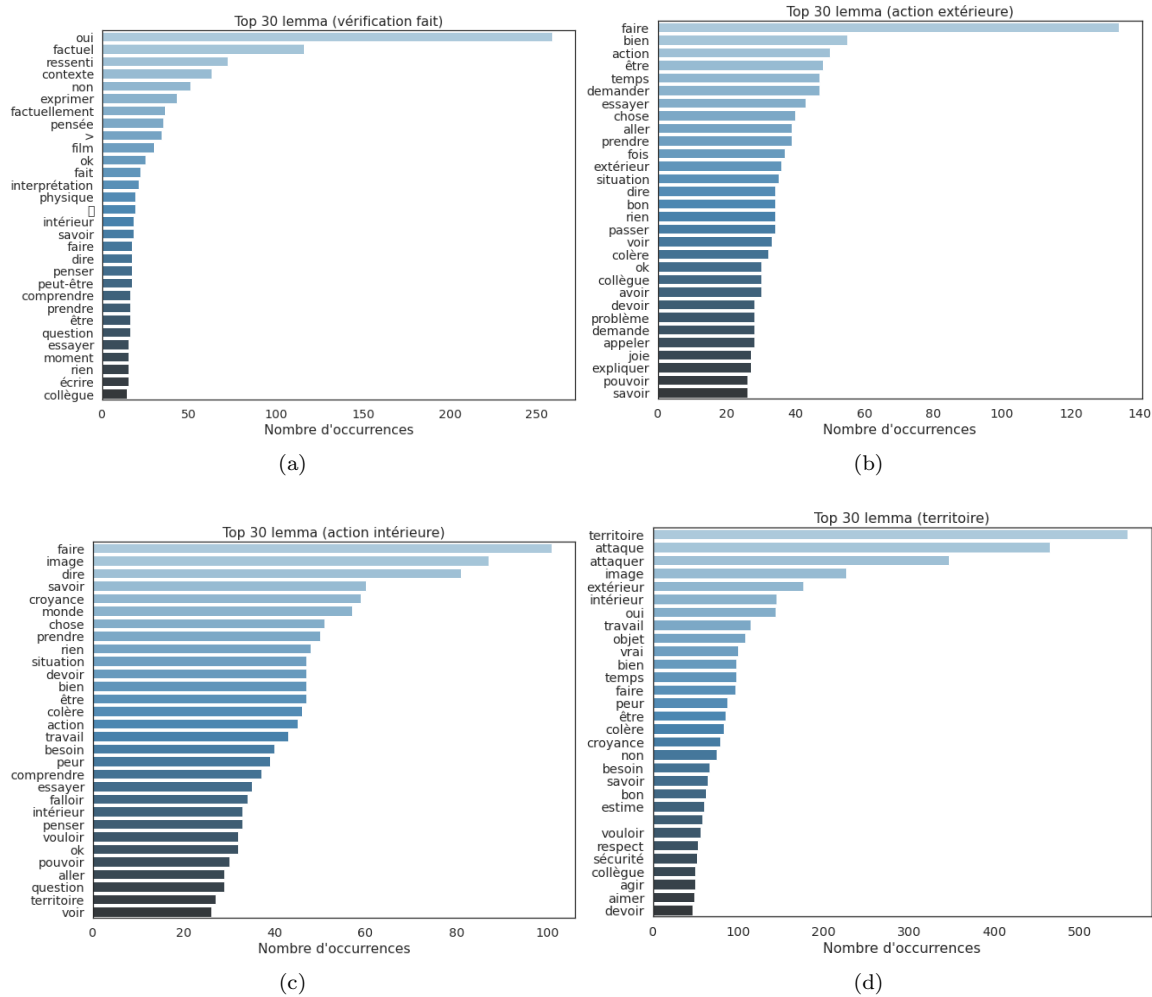 Top 30 lemma (vérification fait)
oui
factuel
ressenti
contexte
non
exprimer
factuellement
pensée
>
film
ok
fait
interprétation
physique
▯
intérieur
savoir
faire
dire
penser
peut-être
comprendre
prendre
être
question
essayer
moment
rien
écrire
collègue
0 50 100 150 200 250
Nombre d'occurrences
(a)
Top 30 lemma (action extérieure)
faire
bien
action
être
temps
demander
essayer
chose
aller
prendre
fois
extérieur
situation
dire
bon
rien
passer
voir
colère
ok
collègue
avoir
devoir
problème
demande
appeler
joie
expliquer
pouvoir
savoir
0 20 40 60 80 100 120 140
Nombre d'occurrences
(b)
Top 30 lemma (action intérieure)
faire
image
dire
savoir
croyance
monde
chose
prendre
rien
situation
devoir
bien
être
colère
action
travail
besoin
peur
comprendre
essayer
falloir
intérieur
penser
vouloir
ok
pouvoir
aller
question
territoire
voir
0 20 40 60 80 100
Nombre d'occurrences
(c)
Top 30 lemma (territoire)
territoire
attaque
attaquer
image
extérieur
intérieur
oui
travail
objet
vrai
bien
temps
faire
peur
être
colère
croyance
non
besoin
savoir
bon
estime
vouloir
respect
sécurité
collègue
agir
aimer
devoir
0 100 200 300 400 500
Nombre d'occurrences
(d)